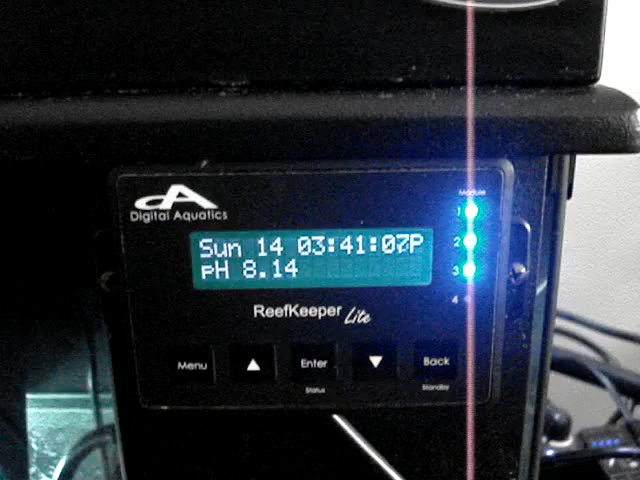 dA
Digital Aquatics
Module
1
Sun 14 03:41:07P
2
pH 8.14
3
4
ReefKeeper Lite
Menu ▲ Enter ▼ Back
Status Standby